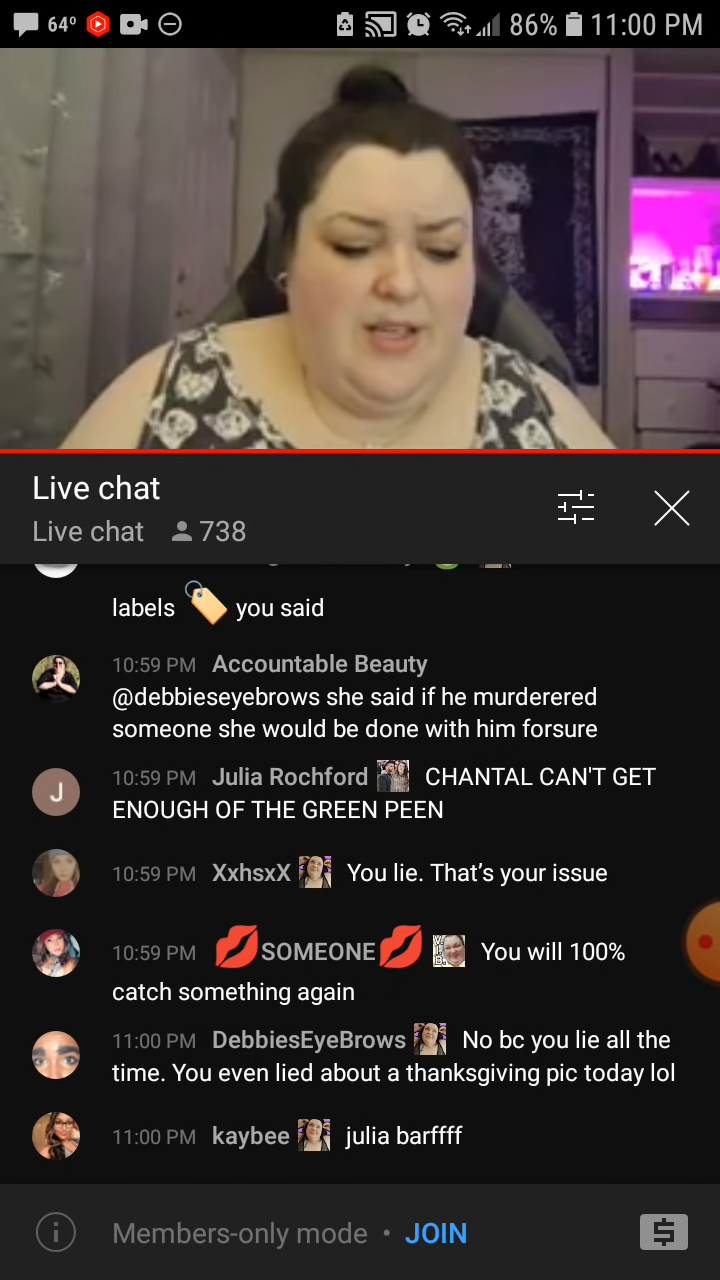 64° 86% 11:00 PM
Live chat
Live chat 738
labels you said
10:59 PM Accountable Beauty
@debbieseyebrows she said if he murderered
someone she would be done with him forsure
J
10:59 PM Julia Rochford CHANTAL CAN'T GET
ENOUGH OF THE GREEN PEEN
10:59 PM XxhsxX You lie. That’s your issue
10:59 PM 💋SOMEONE💋 You will 100%
catch something again
11:00 PM DebbiesEyeBrows No bc you lie all the
time. You even lied about a thanksgiving pic today lol
11:00 PM kaybee julia barffff
Members-only mode • JOIN